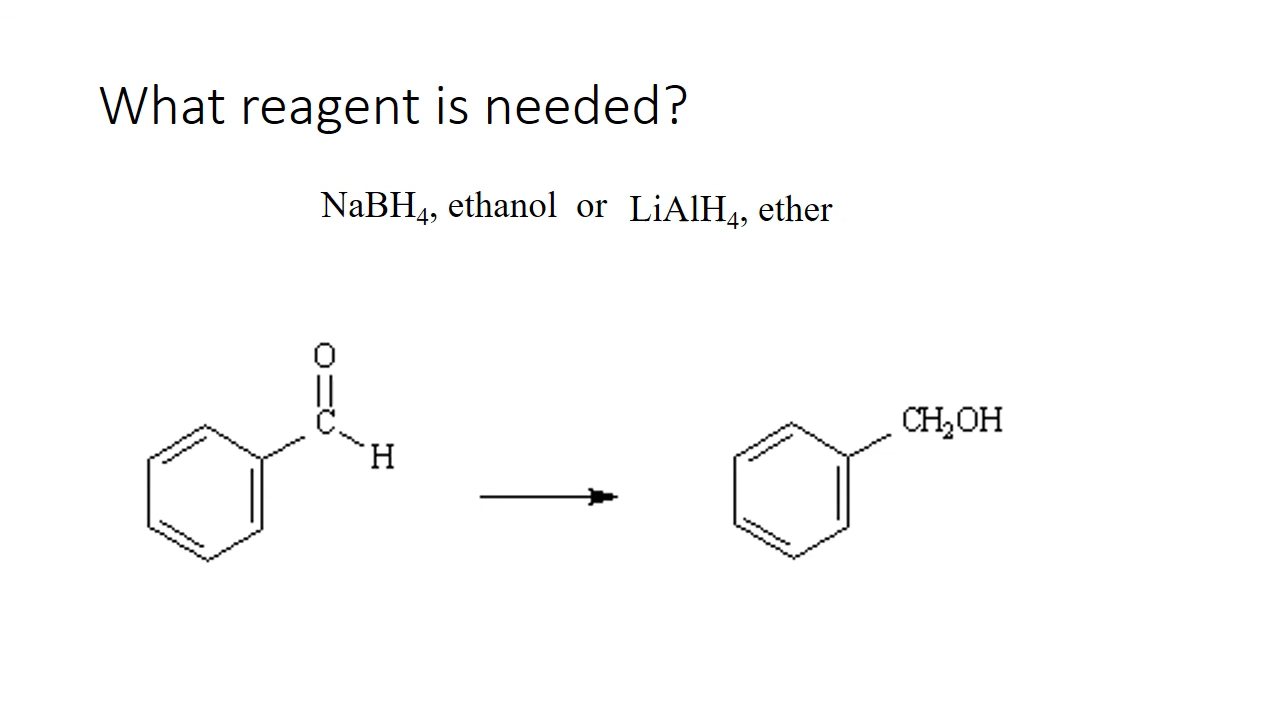 What reagent is needed?
NaBH₄, ethanol or LiAlH₄, ether
O
C
H
CH₂OH